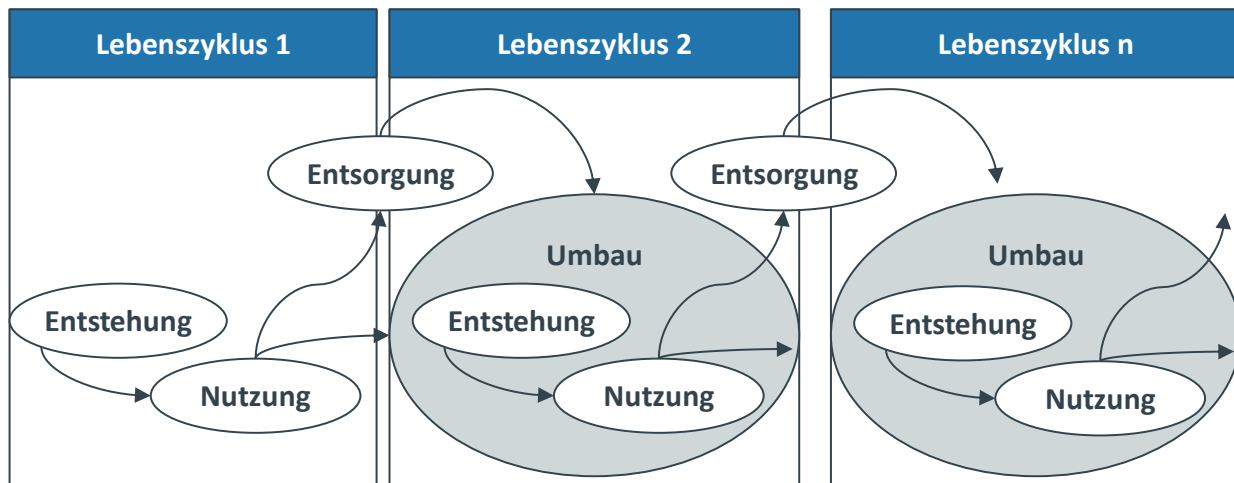 Lebenszyklus 1
Lebenszyklus 2
Lebenszyklus n
Entsorgung
Entsorgung
Umbau
Umbau
Entstehung
Entstehung
Entstehung
Nutzung
Nutzung
Nutzung